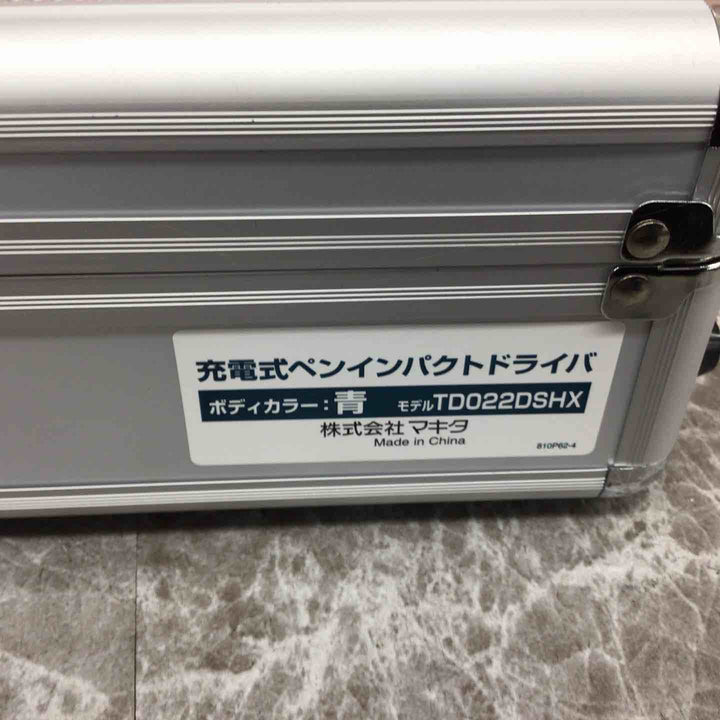 充電式ペンインパクトドライバ
ボディカラー：青 モデルTD022DSHX
株式会社マキタ
Made in China
810P62-4